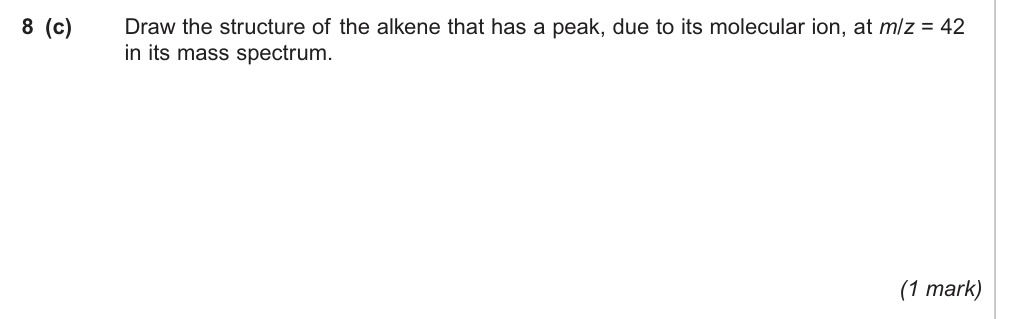 8 (c) Draw the structure of the alkene that has a peak, due to its molecular ion, at m/z = 42
in its mass spectrum.
(1 mark)